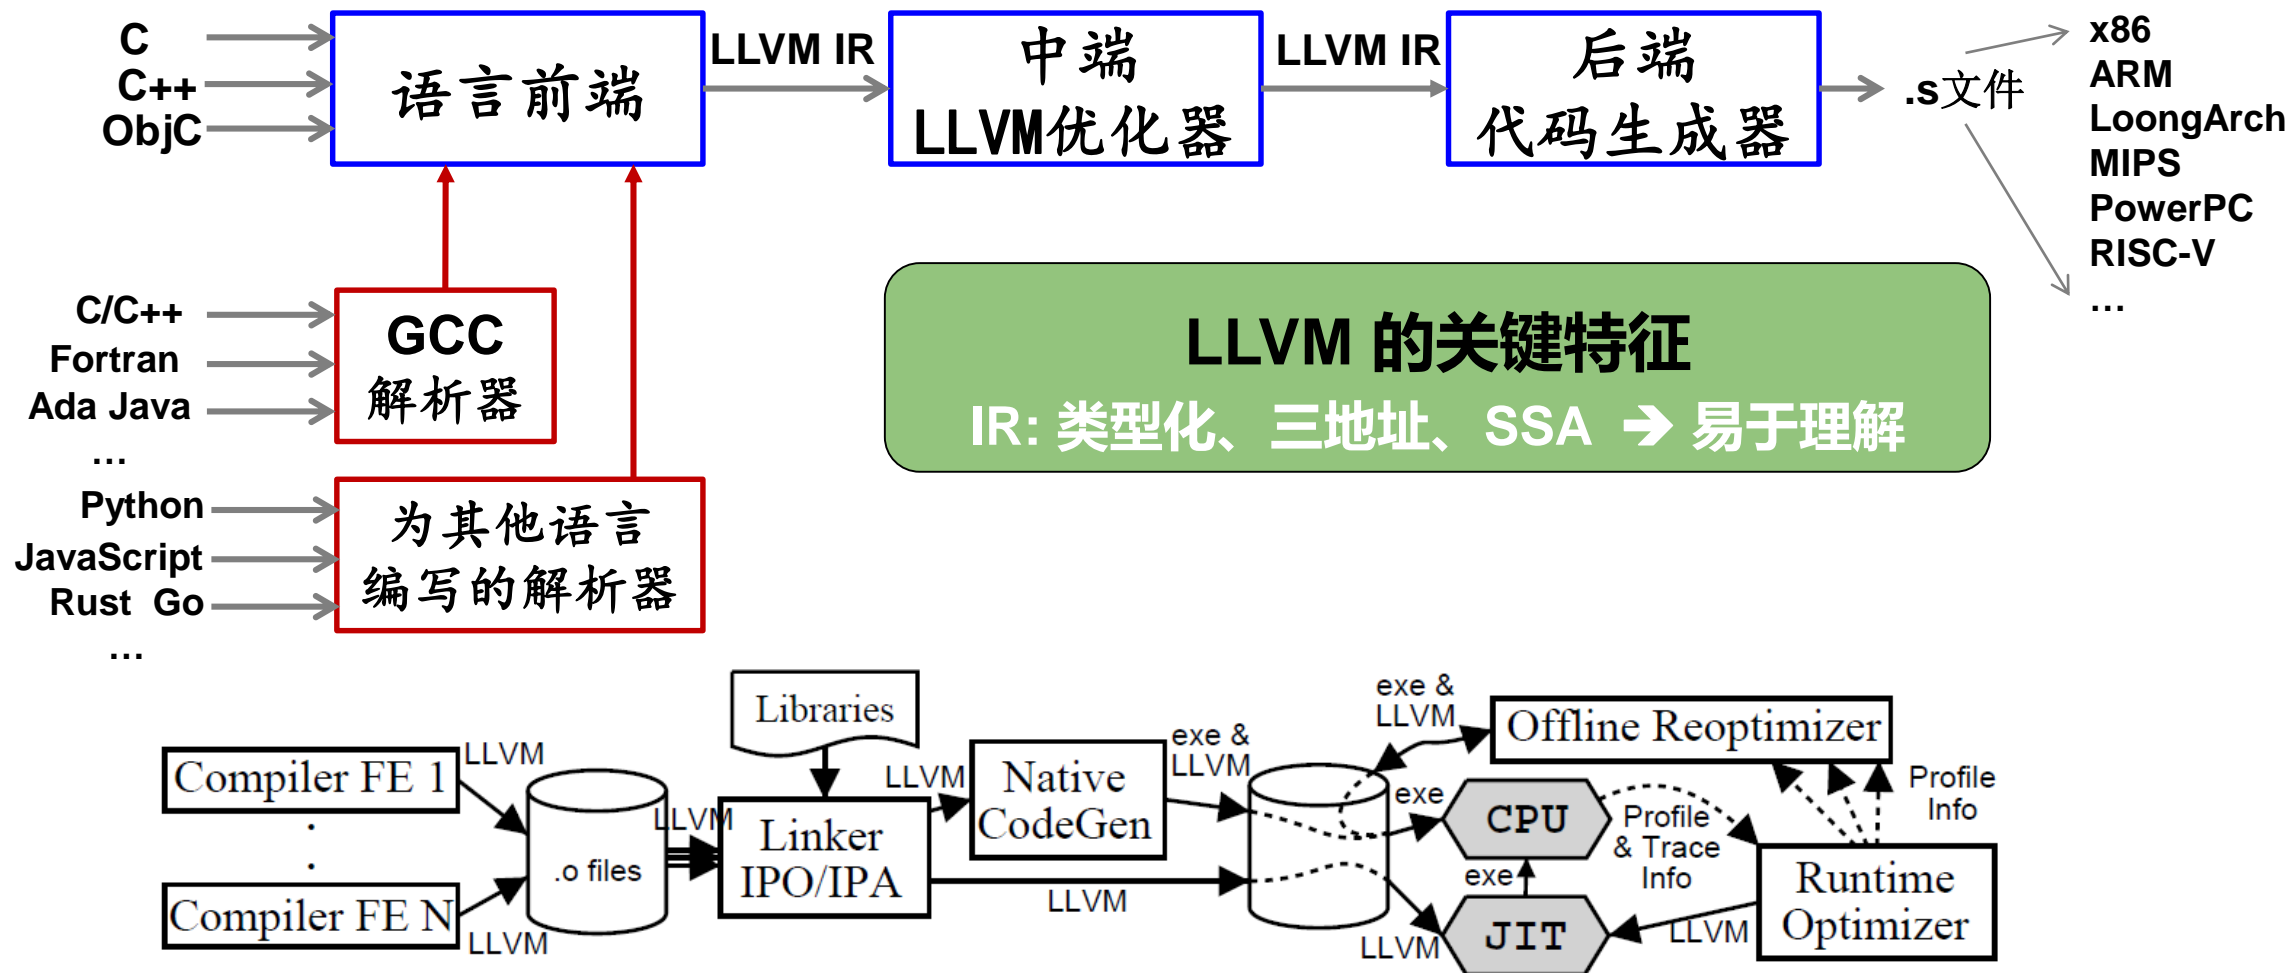 C
C++
ObjC
语言前端
LLVM IR
中端
LLVM优化器
LLVM IR
后端
代码生成器
.s文件
x86
ARM
LoongArch
MIPS
PowerPC
RISC-V
...
C/C++
Fortran
Ada Java
...
GCC
解析器
Python
JavaScript
Rust Go
...
为其他语言
编写的解析器
LLVM 的关键特征
IR: 类型化、三地址、SSA ➔ 易于理解
Compiler FE 1
.
.
Compiler FE N
LLVM
LLVM
.o files
LLVM
Libraries
Linker
IPO/IPA
LLVM
Native
CodeGen
exe &
LLVM
LLVM
exe &
LLVM
Offline Reoptimizer
exe
CPU
exe
LLVM
JIT
Profile
& Trace
Info
LLVM
Profile
Info
Runtime
Optimizer